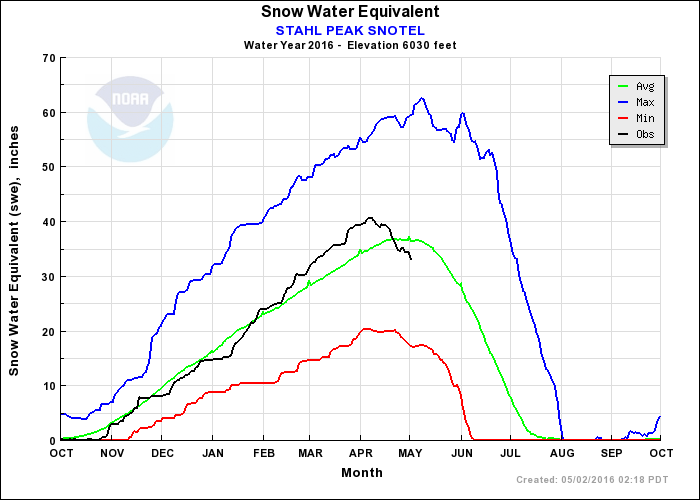 Snow Water Equivalent
STAHL PEAK SNOTEL
Water Year 2016 - Elevation 6030 feet
NOAA
Avg
Max
Min
Obs
Snow Water Equivalent (swe), inches
70
60
50
40
30
20
10
0
OCT NOV DEC JAN FEB MAR APR MAY JUN JUL AUG SEP OCT
Month
Created: 05/02/2016 02:18 PDT